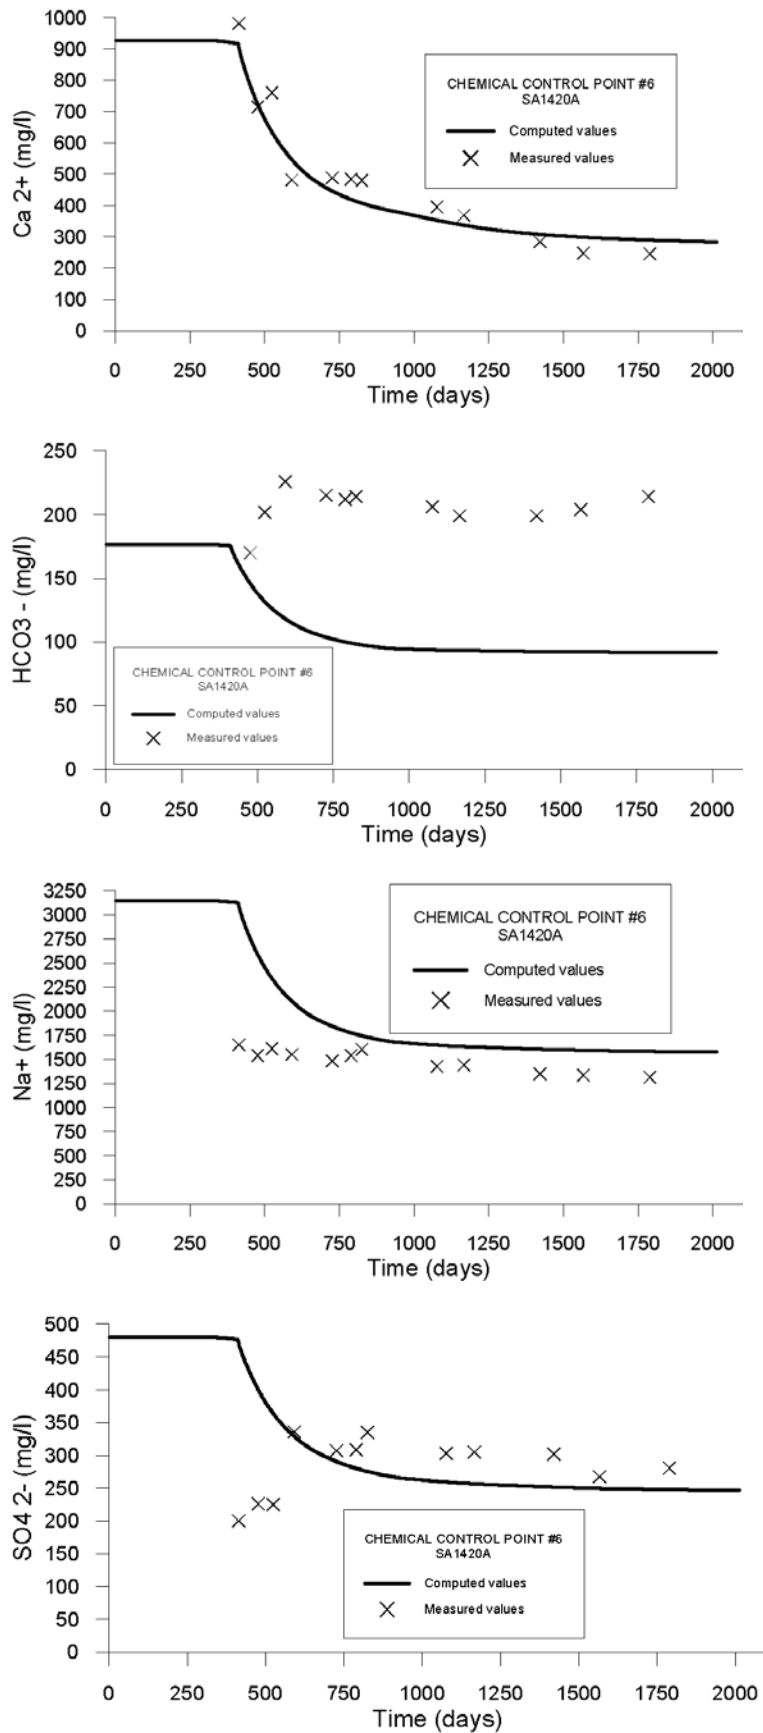 Ca 2+ (mg/l)
1000
900
800
700
600
500
400
300
200
100
0
CHEMICAL CONTROL POINT #6
SA1420A
Computed values
Measured values
0 250 500 750 1000 1250 1500 1750 2000
Time (days)
HCO3 - (mg/l)
250
200
150
100
50
0
CHEMICAL CONTROL POINT #6
SA1420A
Computed values
Measured values
0 250 500 750 1000 1250 1500 1750 2000
Time (days)
Na+ (mg/l)
3250
3000
2750
2500
2250
2000
1750
1500
1250
1000
750
500
250
0
CHEMICAL CONTROL POINT #6
SA1420A
Computed values
Measured values
0 250 500 750 1000 1250 1500 1750 2000
Time (days)
SO4 2- (mg/l)
500
450
400
350
300
250
200
150
100
50
0
CHEMICAL CONTROL POINT #6
SA1420A
Computed values
Measured values
0 250 500 750 1000 1250 1500 1750 2000
Time (days)